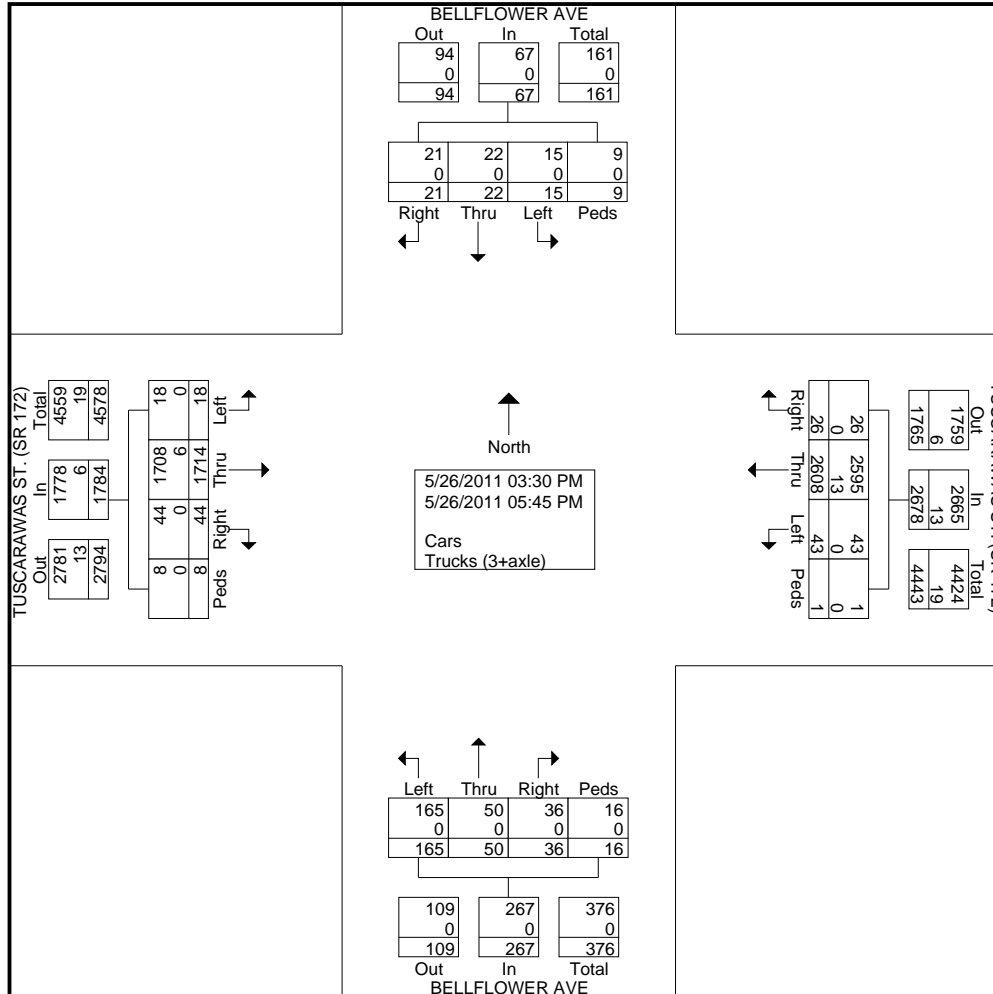 BELLFLOWER AVE
Out In Total
94 67 161
0 0 0
94 67 161
21 22 15 9
0 0 0 0
21 22 15 9
Right Thru Left Peds
TUSCARAWAS ST. (SR 172)
Total In Out
4559 1778 2781
19 6 13
4578 1784 2794
18 1708 44 8
0 6 0 0
18 1714 44 8
Left Thru Right Peds
North
5/26/2011 03:30 PM
5/26/2011 05:45 PM
Cars
Trucks (3+axle)
Right Thru Left Peds
26 2608 43 1
0 13 0 0
26 2595 43 1
1765 2678 4443
6 13 19
1759 2665 4424
Out In Total
Left Thru Right Peds
165 50 36 16
0 0 0 0
165 50 36 16
109 267 376
0 0 0
109 267 376
Out In Total
BELLFLOWER AVE